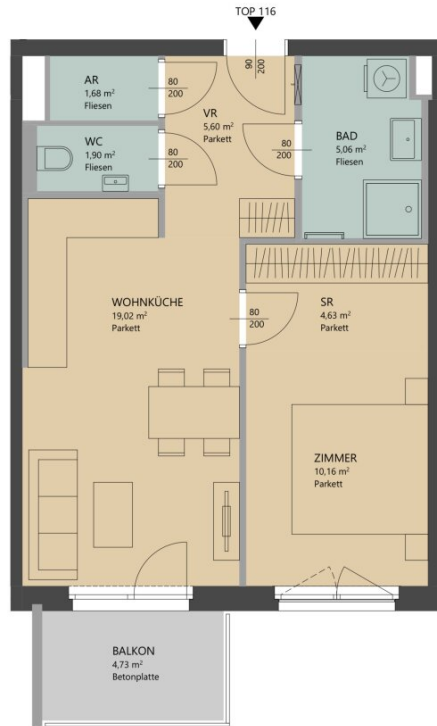 TOP 116
90
200
AR
1,68 m²
Fliesen
80
200
VR
5,60 m²
Parkett
WC
1,90 m²
Fliesen
80
200
80
200
BAD
5,06 m²
Fliesen
WOHNKÜCHE
19,02 m²
Parkett
80
200
SR
4,63 m²
Parkett
ZIMMER
10,16 m²
Parkett
BALKON
4,73 m²
Betonplatte